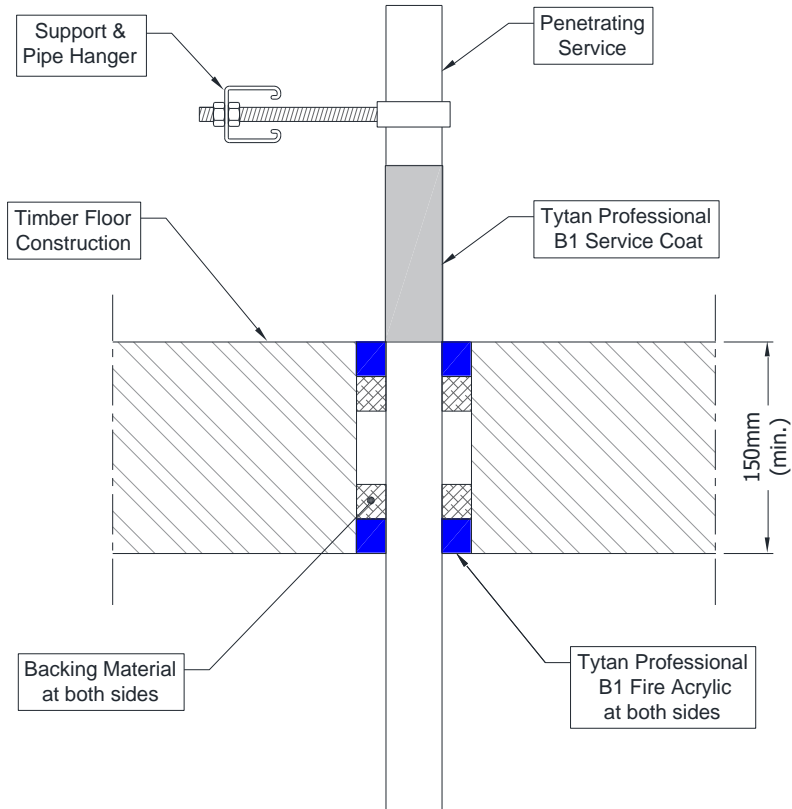 Support &
Pipe Hanger
Penetrating
Service
Timber Floor
Construction
Tytan Professional
B1 Service Coat
150mm
(min.)
Backing Material
at both sides
Tytan Professional
B1 Fire Acrylic
at both sides